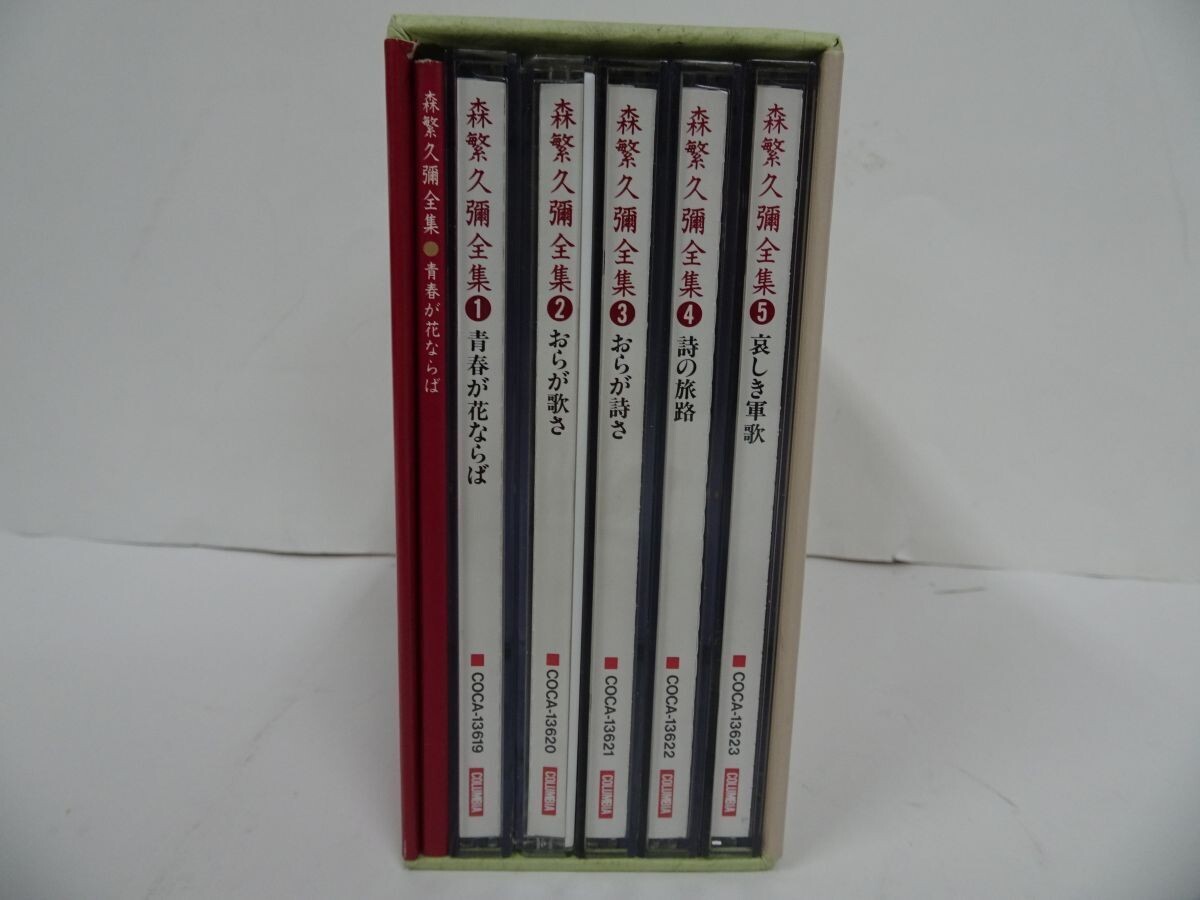 森繁久彌全集●青春が花ならば
森繁久彌全集1青春が花ならば
COCA-13619
COLUMBIA
森繁久彌全集2おらが歌さ
COCA-13620
COLUMBIA
森繁久彌全集3おらが詩さ
COCA-13621
COLUMBIA
森繁久彌全集4詩の旅路
COCA-13622
COLUMBIA
森繁久彌全集5哀しき軍歌
COCA-13623
COLUMBIA